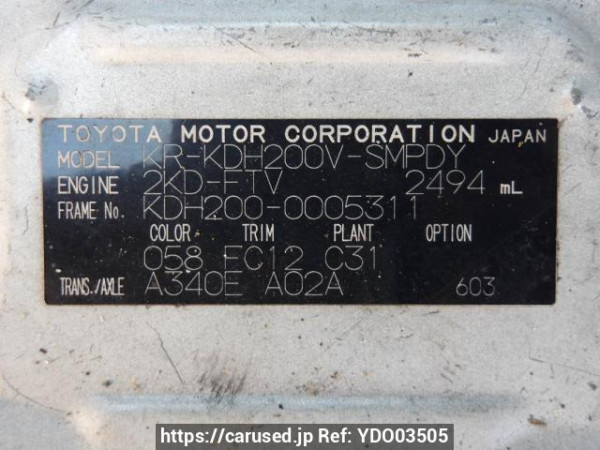 TOYOTA MOTOR CORPORATION JAPAN
MODEL KR-KDH200V-SMPDY
ENGINE 2KD-FTV 2494 mL
FRAME No. KDH200-0005311
COLOR TRIM PLANT OPTION
058 FC12 C31
TRANS./AXLE A340E A02A 603
https://carused.jp Ref: YDO03505